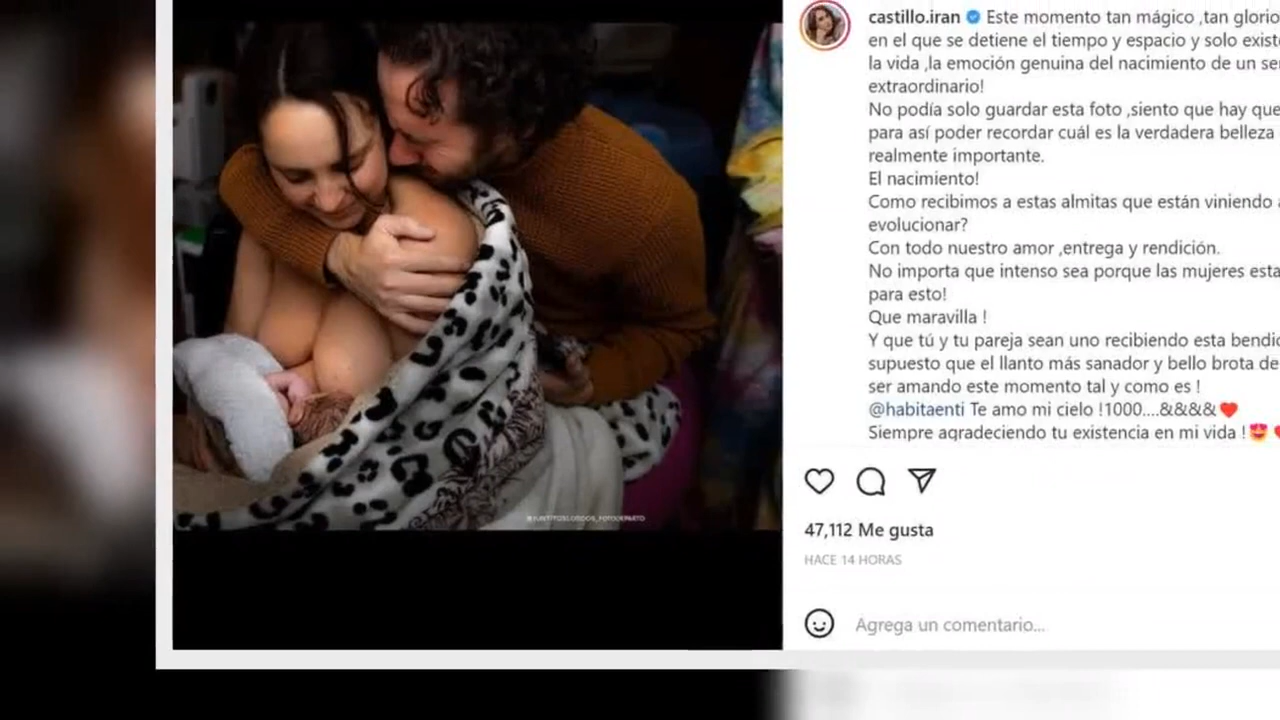 castillo.iran Este momento tan mágico ,tan glorio
en el que se detiene el tiempo y espacio y solo exist
la vida ,la emoción genuina del nacimiento de un se
extraordinario!
No podía solo guardar esta foto ,siento que hay que
para así poder recordar cuál es la verdadera belleza
realmente importante.
El nacimiento!
Como recibimos a estas almitas que están viniendo a
evolucionar?
Con todo nuestro amor ,entrega y rendición.
No importa que intenso sea porque las mujeres esta
para esto!
Que maravilla !
Y que tú y tu pareja sean uno recibiendo esta bendi
supuesto que el llanto más sanador y bello brota de
ser amando este momento tal y como es !
@habitaenti Te amo mi cielo !1000....&&&&❤️
Siempre agradeciendo tu existencia en mi vida !😍
47,112 Me gusta
HACE 14 HORAS
Agrega un comentario...